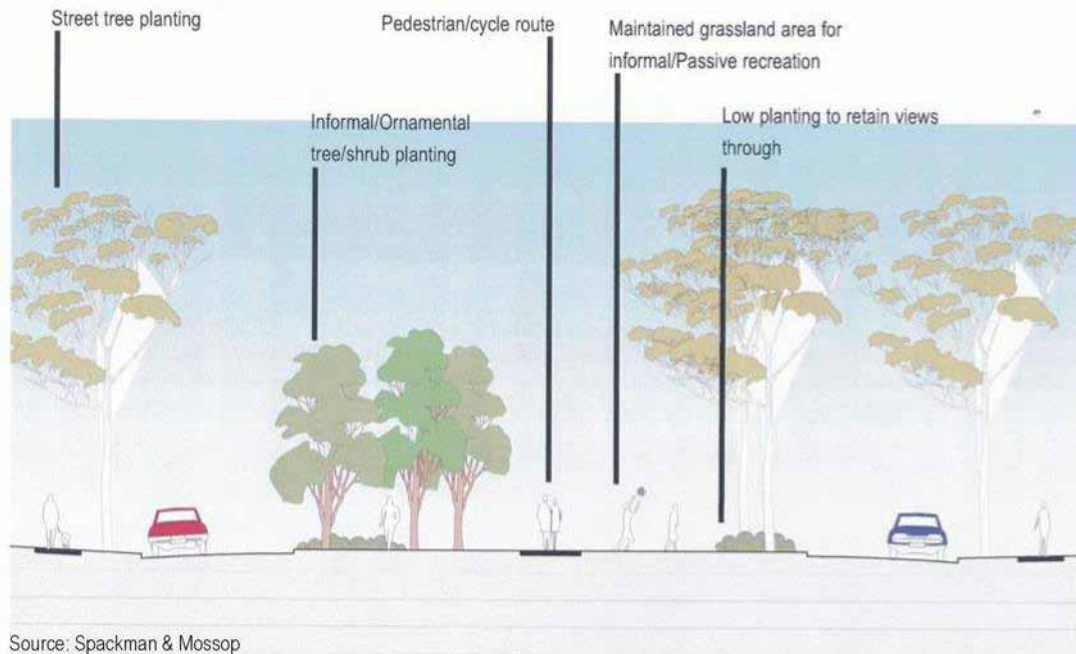 Street tree planting
Pedestrian/cycle route
Maintained grassland area for
informal/Passive recreation
Informal/Ornamental
tree/shrub planting
Low planting to retain views
through
Source: Spackman & Mossop